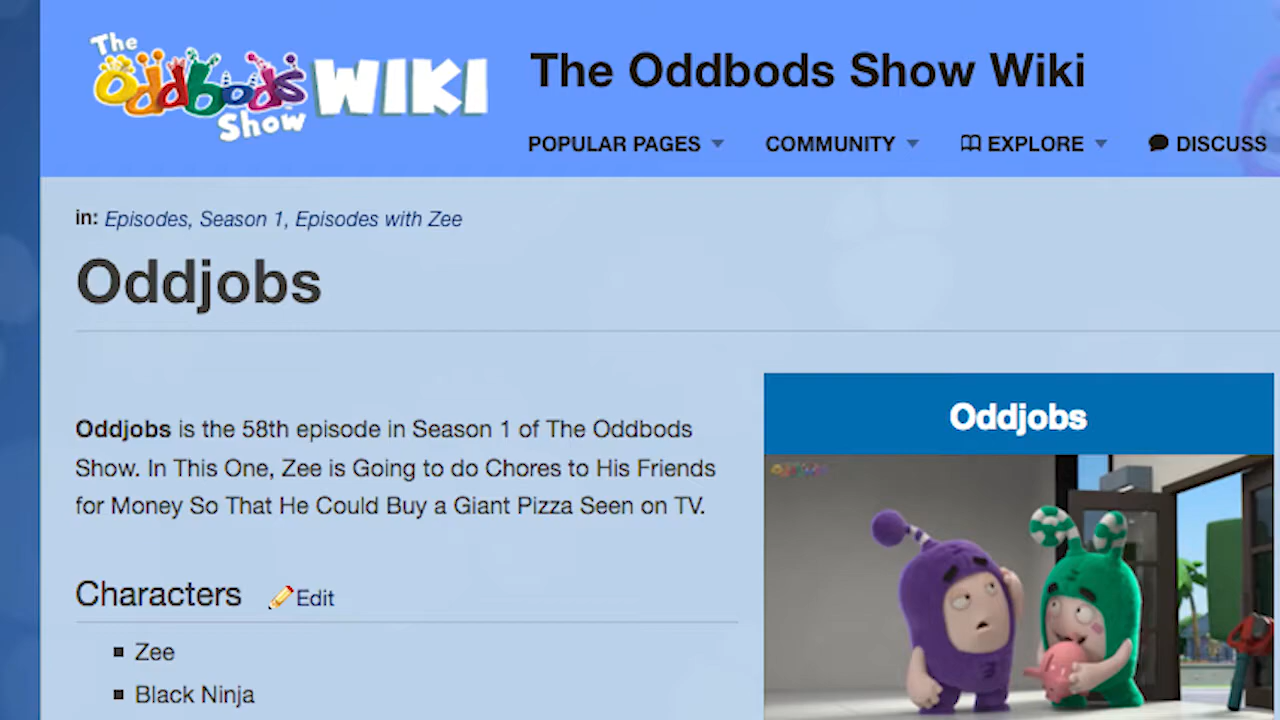 The
Oddbods
Show
WIKI
The Oddbods Show Wiki
POPULAR PAGES
COMMUNITY
EXPLORE
DISCUSS
in: Episodes, Season 1, Episodes with Zee
Oddjobs
Oddjobs is the 58th episode in Season 1 of The Oddbods
Show. In This One, Zee is Going to do Chores to His Friends
for Money So That He Could Buy a Giant Pizza Seen on TV.
Characters
Edit
Zee
Black Ninja
Oddjobs